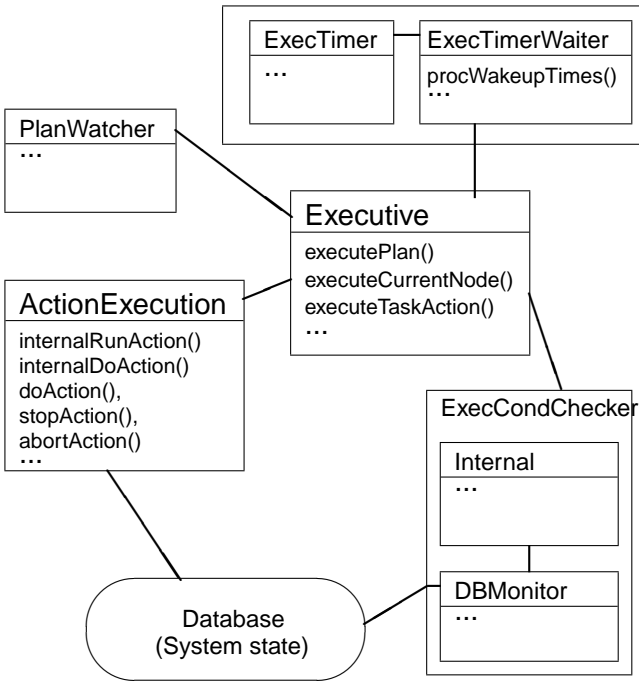 ExecTimer
...
ExecTimerWaiter
procWakeupTimes()
...
PlanWatcher
...
Executive
executePlan()
executeCurrentNode()
executeTaskAction()
...
ActionExecution
internalRunAction()
internalDoAction()
doAction(),
stopAction(),
abortAction()
...
ExecCondChecker
Internal
...
DBMonitor
...
Database
(System state)